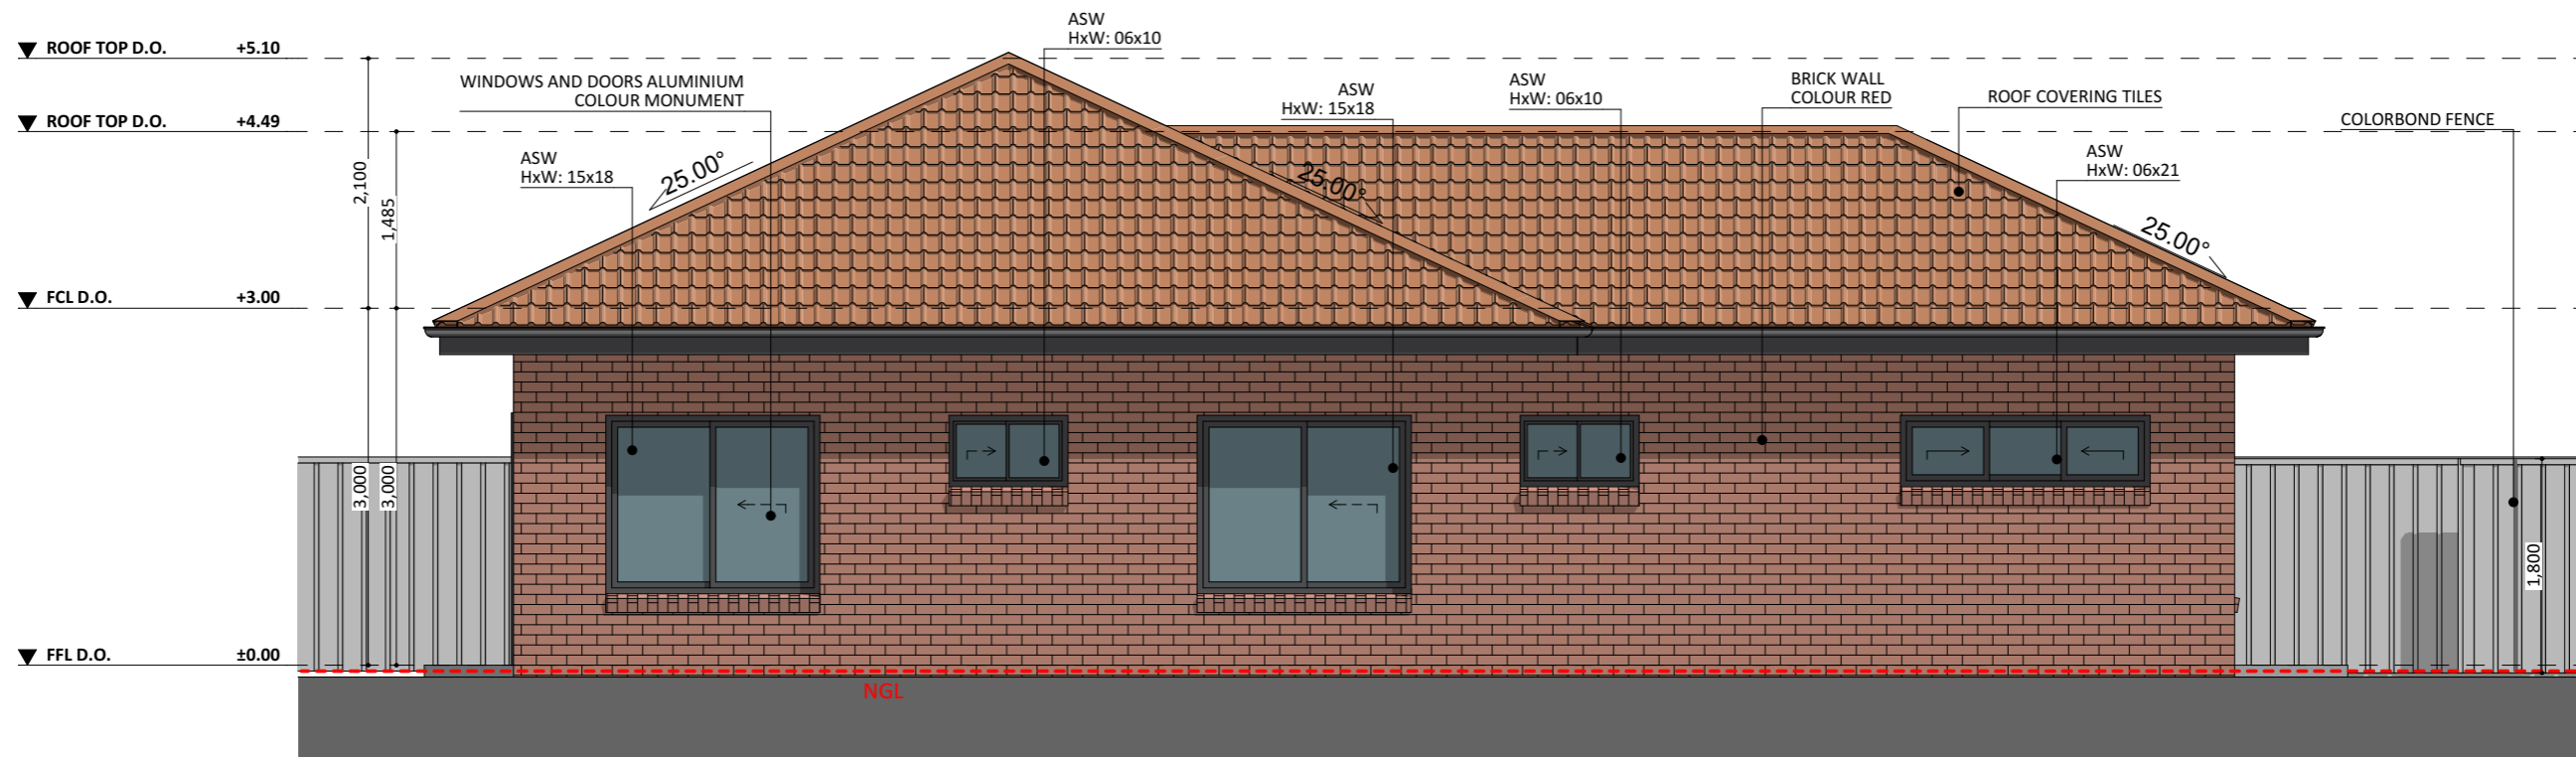 ROOF TOP D.O. +5.10
ROOF TOP D.O. +4.49
FCL D.O. +3.00
FFL D.O. ±0.00
2,100
1,485
3,000
3,000
WINDOWS AND DOORS ALUMINIUM
COLOUR MONUMENT
ASW
HxW: 15x18
25.00°
ASW
HxW: 06x10
ASW
HxW: 15x18
25.00°
ASW
HxW: 06x10
BRICK WALL
COLOUR RED
ROOF COVERING TILES
ASW
HxW: 06x21
25.00°
COLORBOND FENCE
1,800
NGL